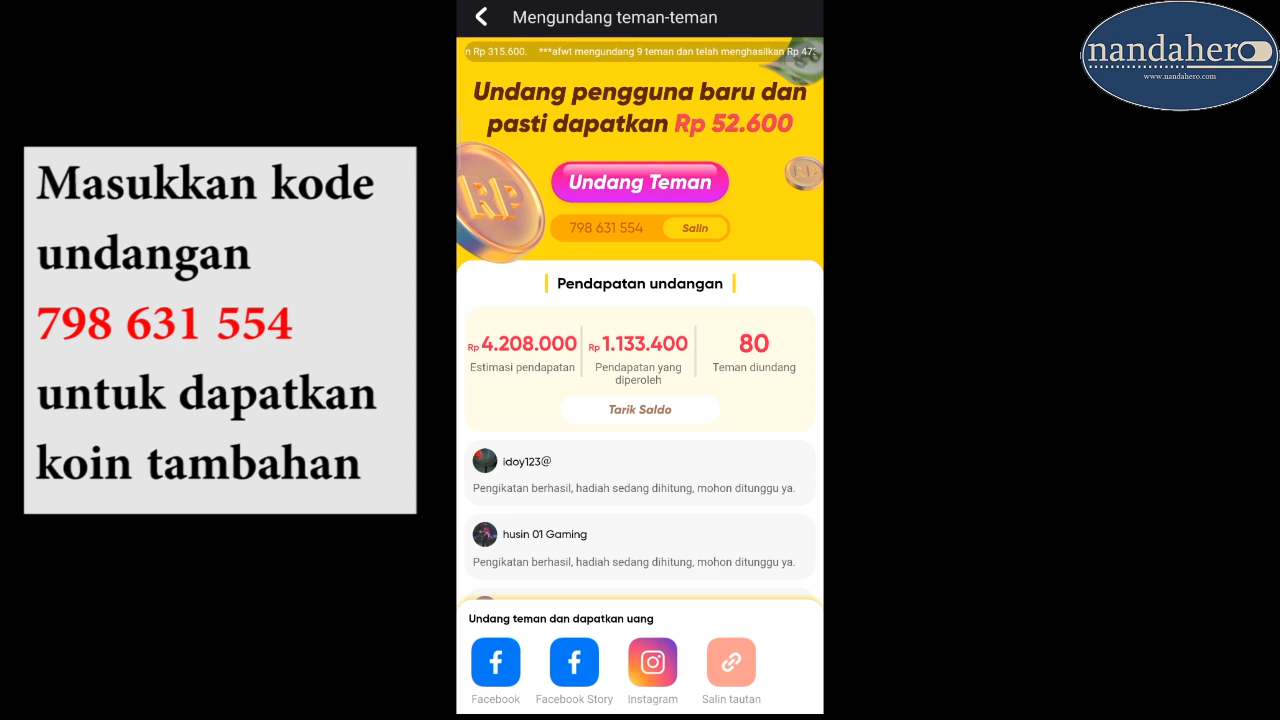 Masukkan kode
undangan
798 631 554
untuk dapatkan
koin tambahan
Mengundang teman-teman
n Rp 315.600. ***afwt mengundang 9 teman dan telah menghasilkan Rp 47
Undang pengguna baru dan
pasti dapatkan Rp 52.600
RP
RP
Undang Teman
798 631 554 Salin
Pendapatan undangan
Rp 4.208.000 Rp 1.133.400 80
Estimasi pendapatan Pendapatan yang Teman diundang
diperoleh
Tarik Saldo
idoy123@
Pengikatan berhasil, hadiah sedang dihitung, mohon ditunggu ya.
husin 01 Gaming
Pengikatan berhasil, hadiah sedang dihitung, mohon ditunggu ya.
Undang teman dan dapatkan uang
Facebook Facebook Story Instagram Salin tautan
nandahero
www.nandahero.com